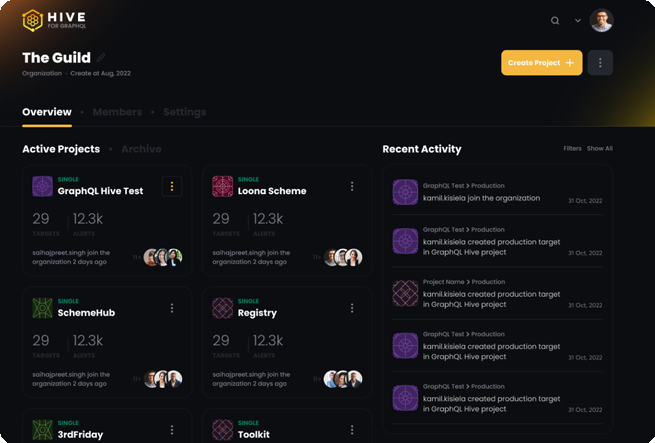 HIVE
FOR GRAPHQL
The Guild
Organization · Create at Aug, 2022
Create Project +
Overview • Members • Settings
Active Projects • Archive
SINGLE
GraphQL Hive Test
29 12.3k
TARGETS ALERTS
saihajpreet.singh join the
organization 2 days ago
11+
SINGLE
Loona Scheme
29 12.3k
TARGETS ALERTS
saihajpreet.singh join the
organization 2 days ago
11+
SINGLE
SchemeHub
29 12.3k
TARGETS ALERTS
saihajpreet.singh join the
organization 2 days ago
11+
SINGLE
Registry
29 12.3k
TARGETS ALERTS
saihajpreet.singh join the
organization 2 days ago
11+
SINGLE
3rdFriday
SINGLE
Toolkit
Recent Activity
Filters Show All
GraphQL Test > Production
kamil.kisiela join the organization
31 Oct, 2022
GraphQL Test > Production
kamil.kisiela created production target
in GraphQL Hive project
31 Oct, 2022
Project Name > Production
kamil.kisiela created production target
in GraphQL Hive project
31 Oct, 2022
GraphQL Test > Production
kamil.kisiela created production target
in GraphQL Hive project
31 Oct, 2022
GraphQL Test > Production
kamil.kisiela created production target
in GraphQL Hive project
31 Oct, 2022